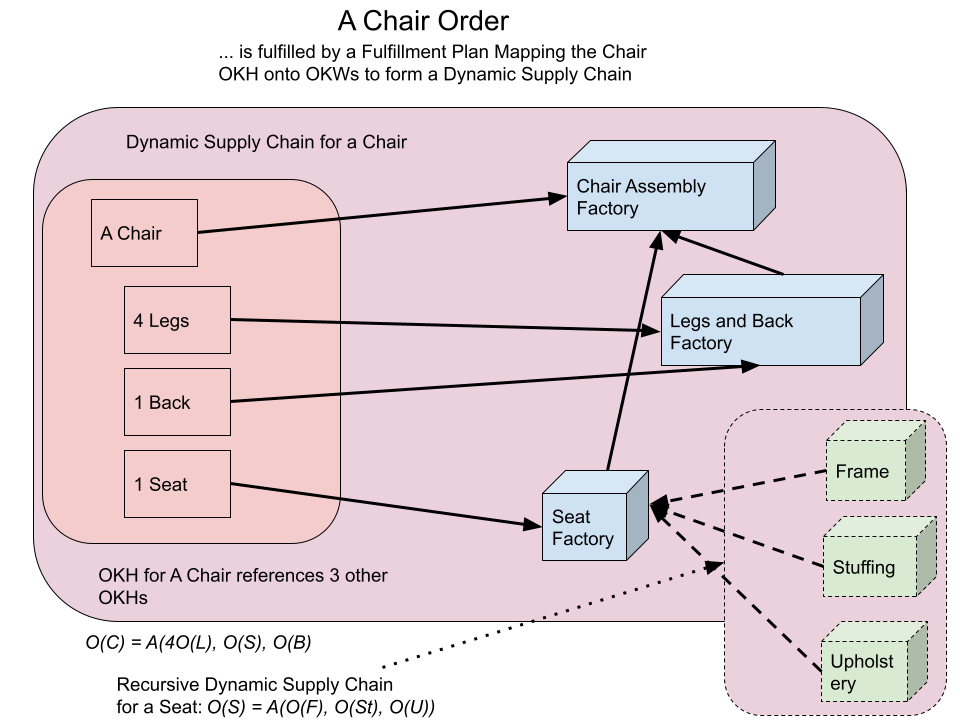 A Chair Order
... is fulfilled by a Fulfillment Plan Mapping the Chair
OKH onto OKWs to form a Dynamic Supply Chain
Dynamic Supply Chain for a Chair
Chair Assembly
Factory
A Chair
4 Legs
Legs and Back
Factory
1 Back
1 Seat
Seat
Factory
Frame
Stuffing
Upholst
ery
OKH for A Chair references 3 other
OKHs
O(C) = A(4O(L), O(S), O(B)
Recursive Dynamic Supply Chain
for a Seat: O(S) = A(O(F), O(St), O(U))